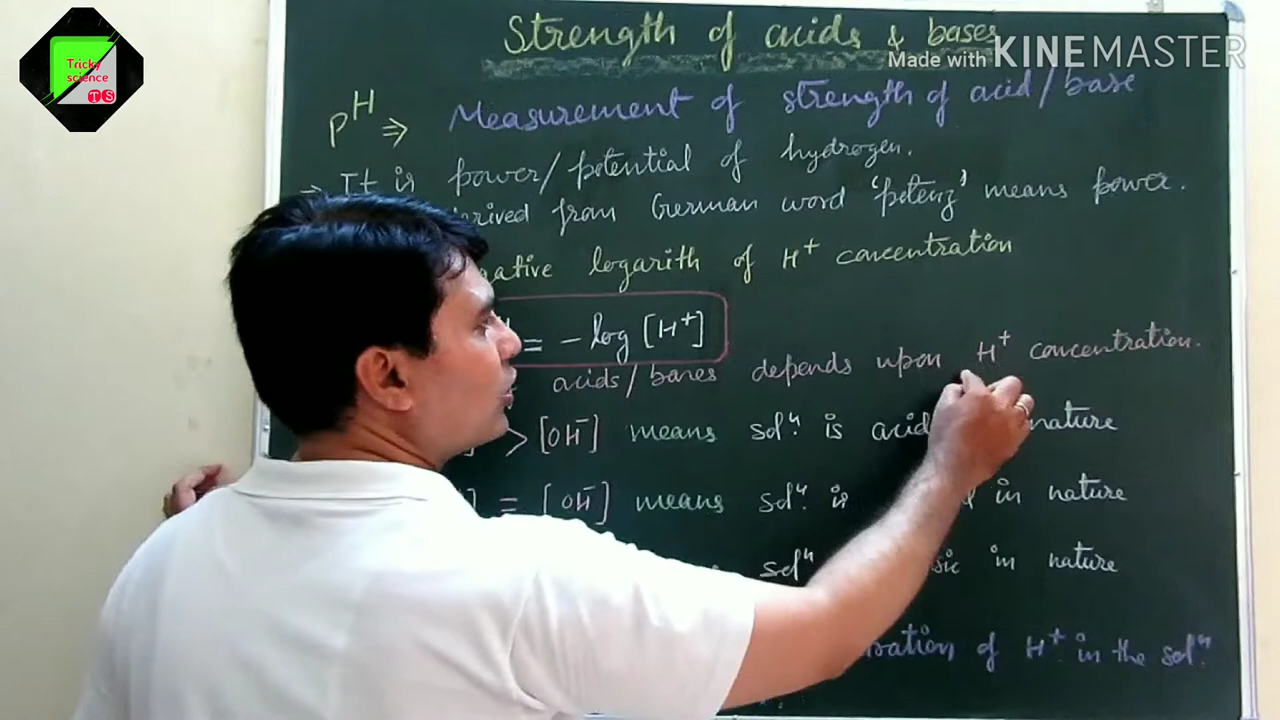 Tricky
science
TS
Strength of acids & bases
Made with KINEMASTER
pH ⇒ Measurement of strength of acid/base
→ It is power/potential of hydrogen.
rived from German word 'potenz' means power.
gative logarith of H⁺ concentration
= -log [H⁺]
acids/bases depends upon H⁺ concentration.
> [OH⁻] means solⁿ. is acid nature
] = [OH⁻] means solⁿ. is in nature
solⁿ sic in nature
ration of H⁺ in the solⁿ.